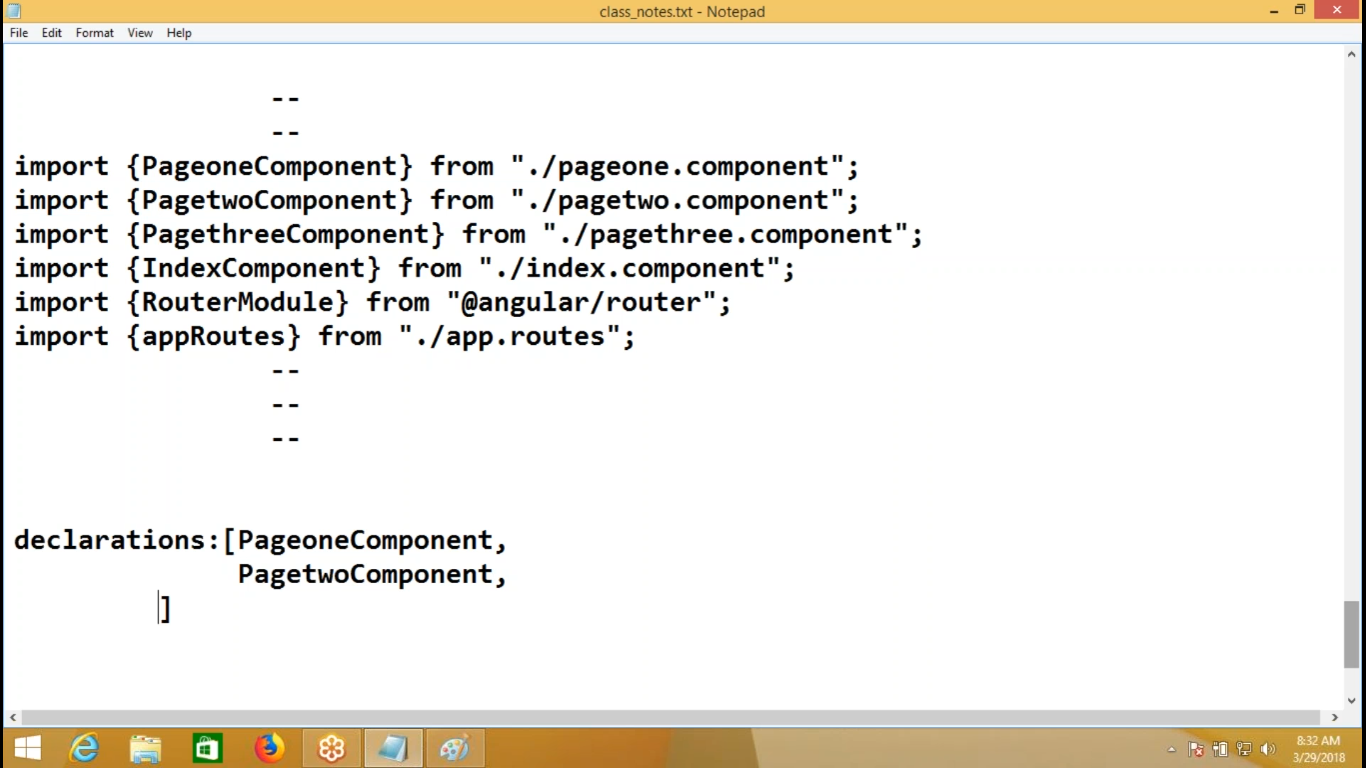 class_notes.txt - Notepad
File Edit Format View Help
--
--
import {PageoneComponent} from "./pageone.component";
import {PagetwoComponent} from "./pagetwo.component";
import {PagethreeComponent} from "./pagethree.component";
import {IndexComponent} from "./index.component";
import {RouterModule} from "@angular/router";
import {appRoutes} from "./app.routes";
--
--
--
declarations:[PageoneComponent,
PagetwoComponent,
]
8:32 AM
3/29/2018